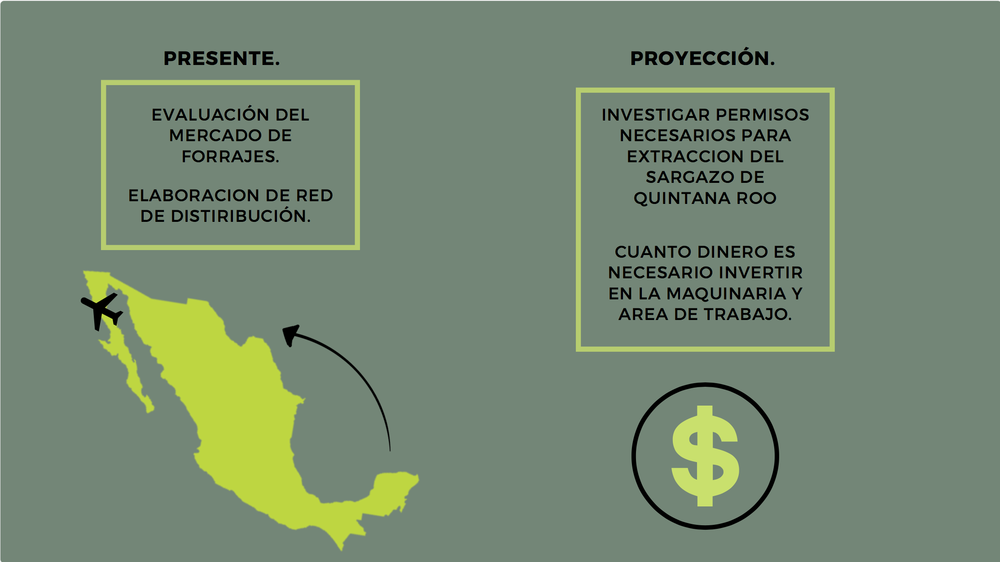 PRESENTE.
EVALUACIÓN DEL
MERCADO DE
FORRAJES.
ELABORACION DE RED
DE DISTIRIBUCIÓN.
PROYECCIÓN.
INVESTIGAR PERMISOS
NECESARIOS PARA
EXTRACCION DEL
SARGAZO DE
QUINTANA ROO
CUANTO DINERO ES
NECESARIO INVERTIR
EN LA MAQUINARIA Y
AREA DE TRABAJO.
$